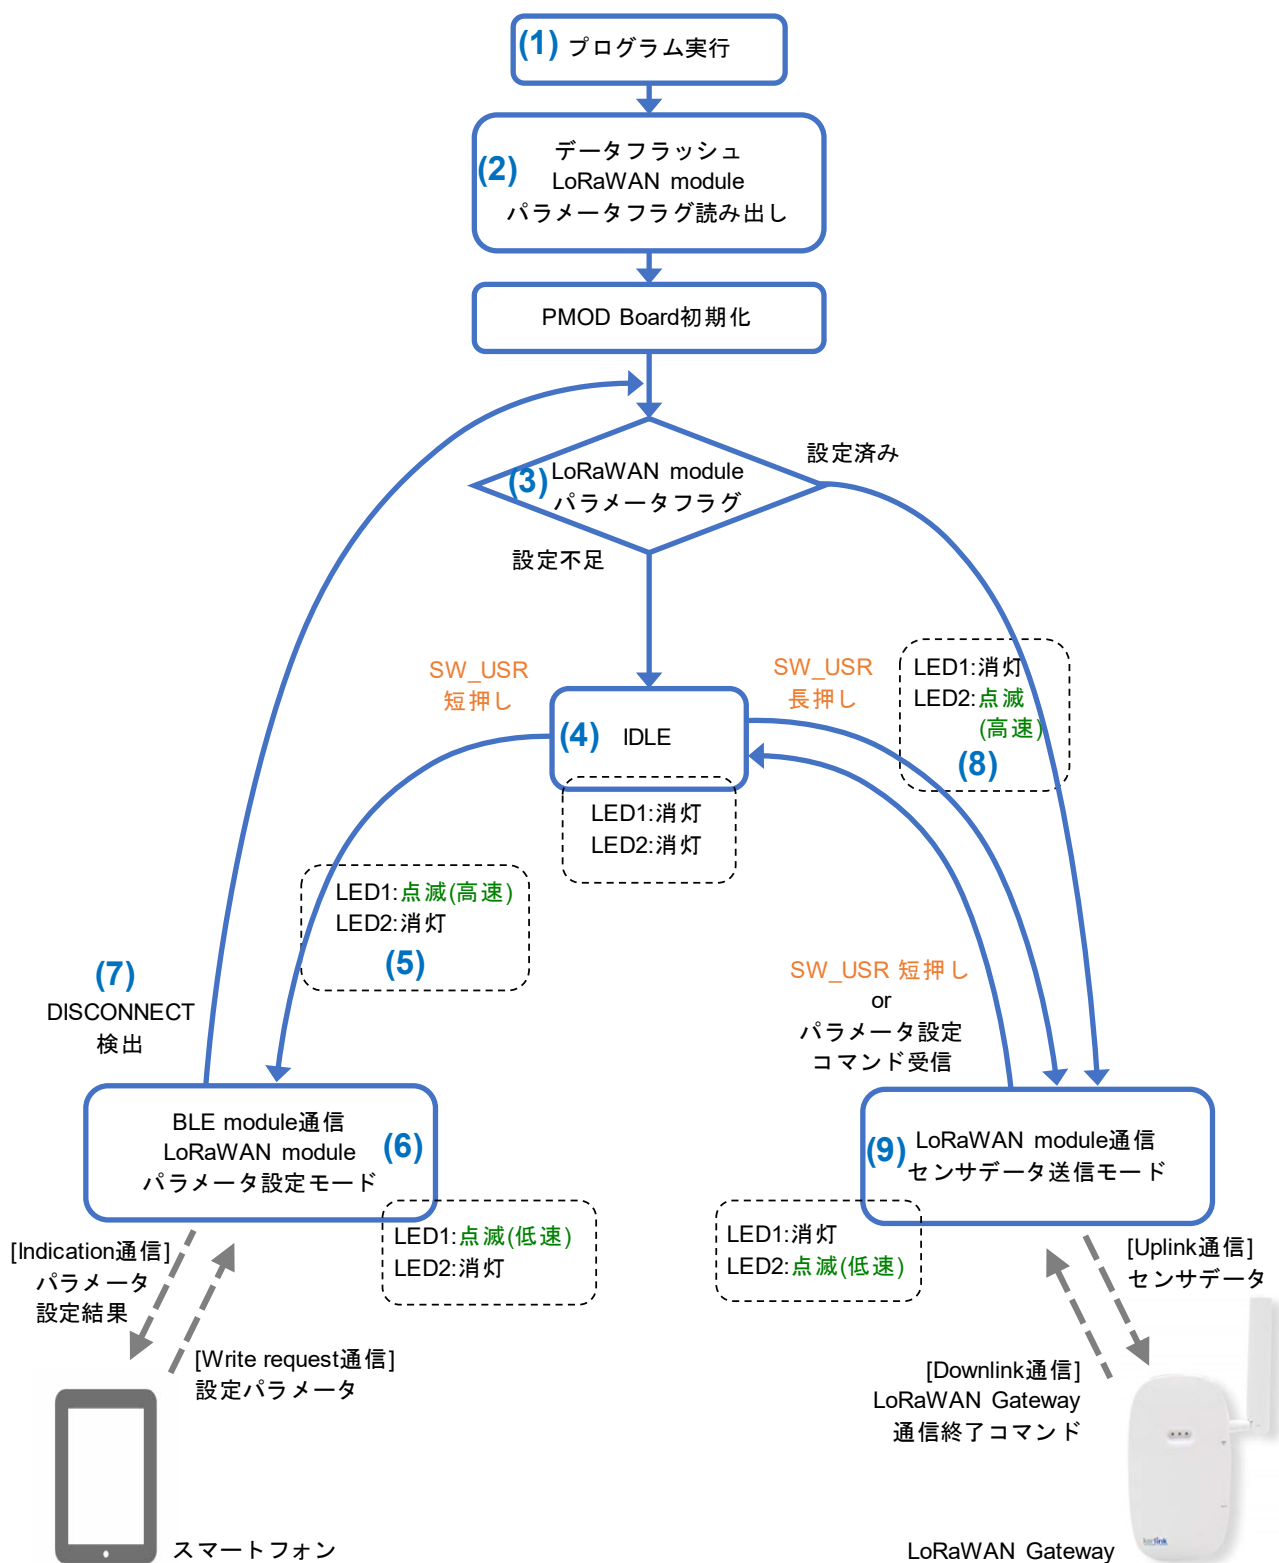 (1) プログラム実行
(2)
データフラッシュ
LoRaWAN module
パラメータフラグ読み出し
PMOD Board初期化
設定済み
(3)
LoRaWAN module
パラメータフラグ
設定不足
SW_USR
短押し
SW_USR
長押し
LED1:消灯
LED2:点滅
(高速)
(8)
(4) IDLE
LED1:消灯
LED2:消灯
LED1:点滅(高速)
LED2:消灯
(5)
(7)
DISCONNECT
検出
SW_USR 短押し
or
パラメータ設定
コマンド受信
BLE module通信
LoRaWAN module
パラメータ設定モード
(6)
(9)
LoRaWAN module通信
センサデータ送信モード
LED1:点滅(低速)
LED2:消灯
LED1:消灯
LED2:点滅(低速)
[Indication通信]
パラメータ
設定結果
[Uplink通信]
センサデータ
[Write request通信]
設定パラメータ
[Downlink通信]
LoRaWAN Gateway
通信終了コマンド
スマートフォン
kerlink
LoRaWAN Gateway